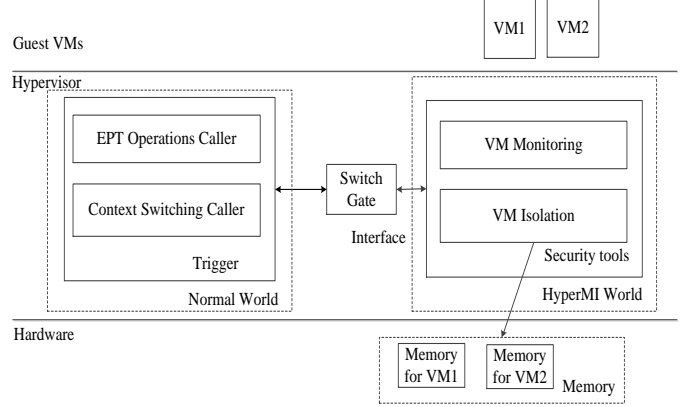 Guest VMs
VM1
VM2
Hypervisor
EPT Operations Caller
Context Switching Caller
Trigger
Normal World
Switch
Gate
Interface
VM Monitoring
VM Isolation
Security tools
HyperMI World
Hardware
Memory
for VM1
Memory
for VM2
Memory